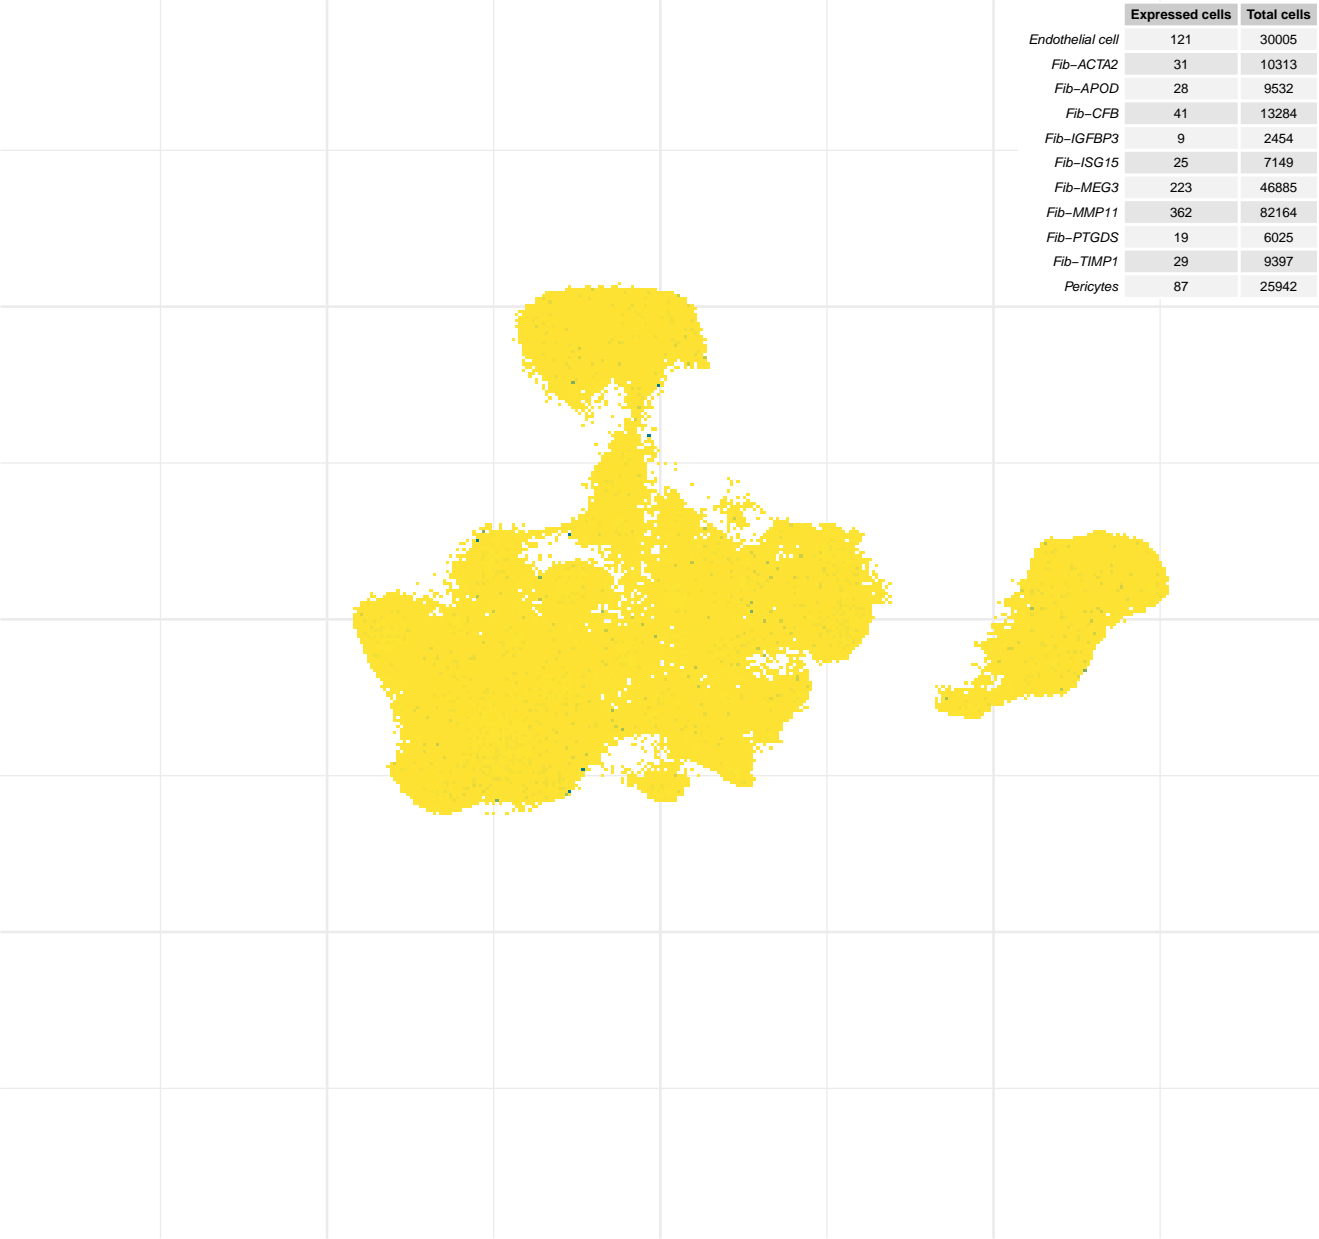 Expressed cells Total cells
Endothelial cell 121 30005
Fib−ACTA2 31 10313
Fib−APOD 28 9532
Fib−CFB 41 13284
Fib−IGFBP3 9 2454
Fib−ISG15 25 7149
Fib−MEG3 223 46885
Fib−MMP11 362 82164
Fib−PTGDS 19 6025
Fib−TIMP1 29 9397
Pericytes 87 25942